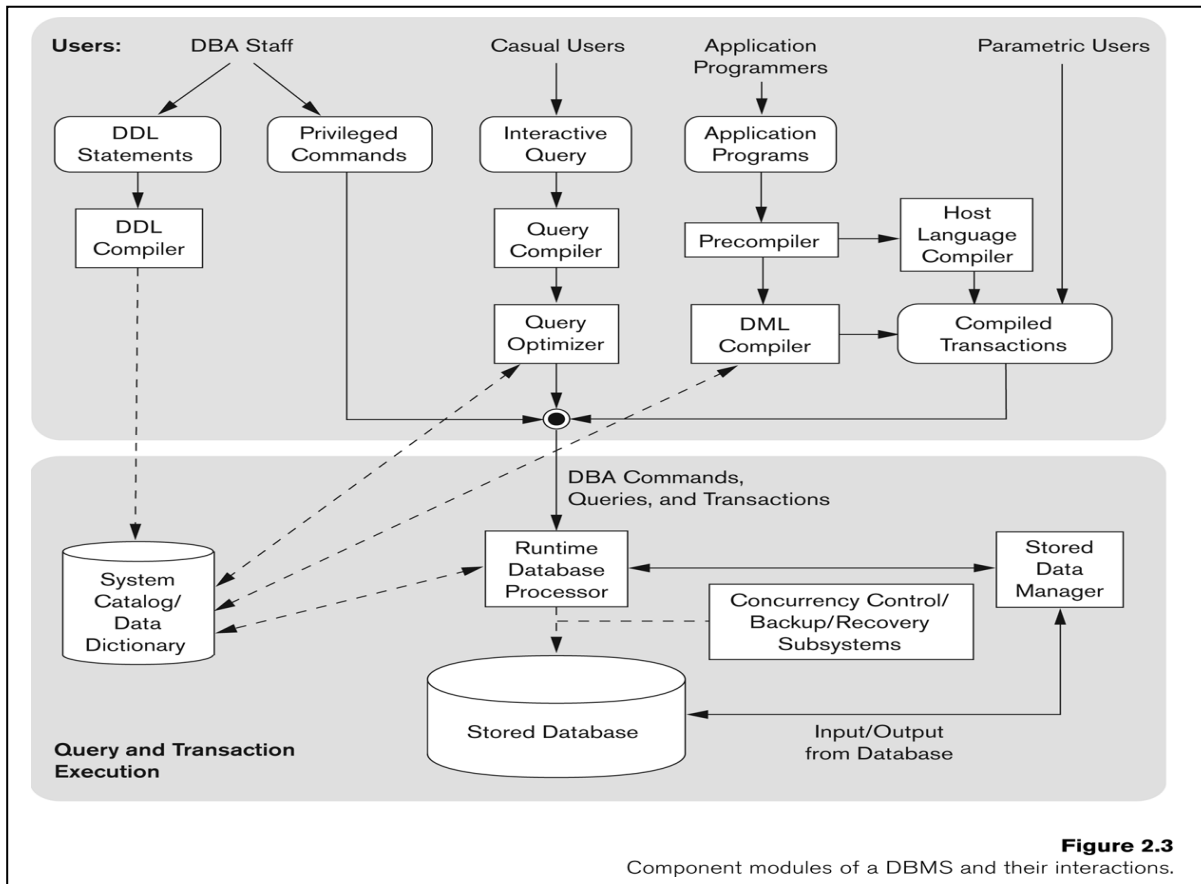 Users:
DBA Staff
Casual Users
Application
Programmers
Parametric Users
DDL
Statements
Privileged
Commands
Interactive
Query
Application
Programs
DDL
Compiler
Query
Compiler
Precompiler
Host
Language
Compiler
Query
Optimizer
DML
Compiler
Compiled
Transactions
DBA Commands,
Queries, and Transactions
System
Catalog/
Data
Dictionary
Runtime
Database
Processor
Stored
Data
Manager
Concurrency Control/
Backup/Recovery
Subsystems
Stored Database
Input/Output
from Database
Query and Transaction
Execution
Figure 2.3
Component modules of a DBMS and their interactions.